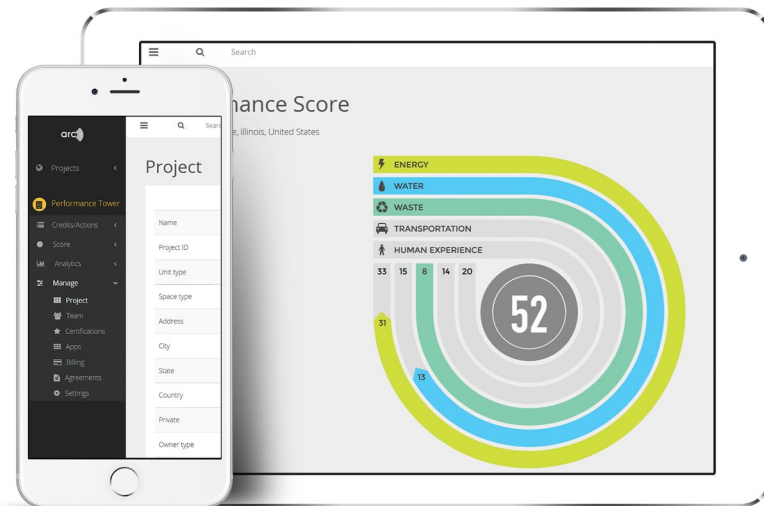 arc
Projects
Performance Tower
Credits/Actions
Score
Analytics
Manage
Project
Team
Certifications
Apps
Billing
Agreements
Settings
Project
Name
Project ID
Unit type
Space type
Address
City
State
Country
Private
Owner type
Search
Score
Illinois, United States
ENERGY
WATER
WASTE
TRANSPORTATION
HUMAN EXPERIENCE
33 15 8 14 20
31
13
52